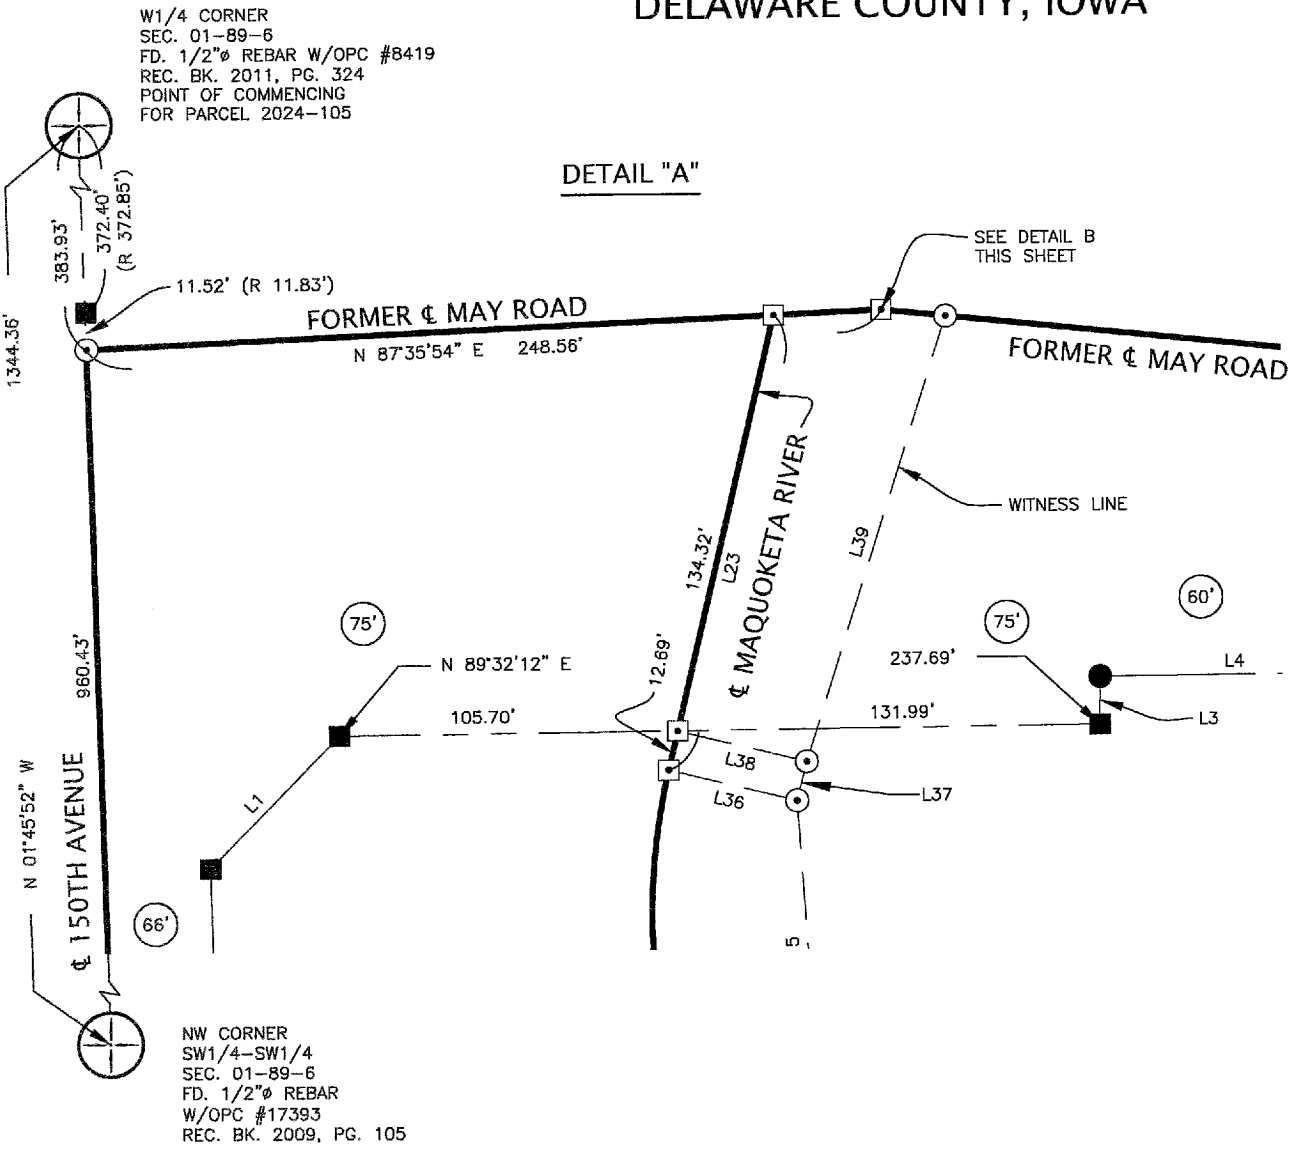 DELAWARE COUNTY, IOWA
W1/4 CORNER
SEC. 01-89-6
FD. 1/2"ø REBAR W/OPC #8419
REC. BK. 2011, PG. 324
POINT OF COMMENCING
FOR PARCEL 2024-105
DETAIL "A"
SEE DETAIL B
THIS SHEET
383.93'
372.40'
(R 372.85')
1344.36'
11.52' (R 11.83')
FORMER ℄ MAY ROAD
N 87°35'54" E 248.56'
FORMER ℄ MAY ROAD
℄ MAQUOKETA RIVER
WITNESS LINE
134.32'
L23
L39
75'
75'
60'
960.43'
N 89°32'12" E
12.69'
237.69'
L4
105.70'
131.99'
L3
L38
L36
L37
L1
N 01°45'52" W
℄ 150TH AVENUE
66'
5
NW CORNER
SW1/4-SW1/4
SEC. 01-89-6
FD. 1/2"ø REBAR
W/OPC #17393
REC. BK. 2009, PG. 105